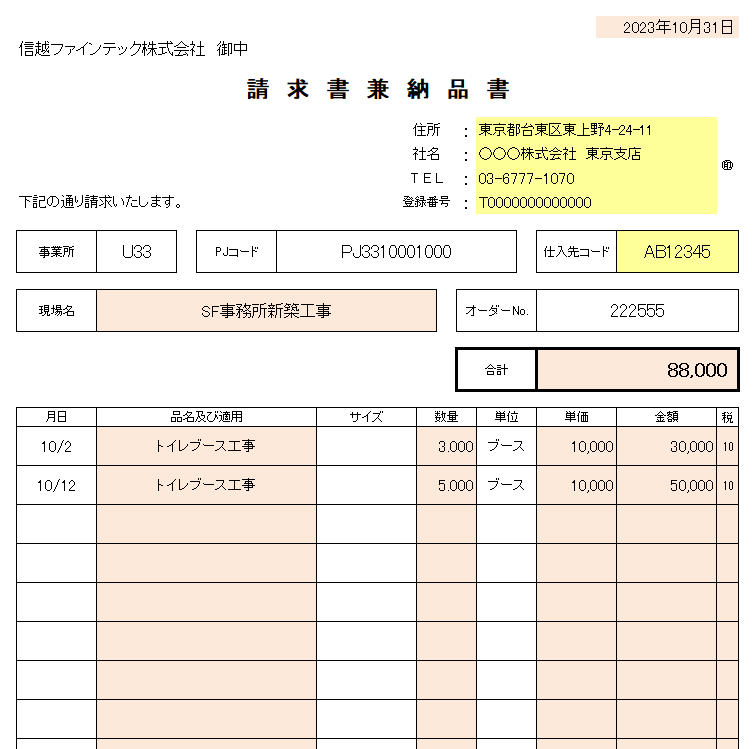 2023年10月31日
信越ファインテック株式会社 御中
請求書兼納品書
住所 : 東京都台東区東上野4-24-11
社名 : 〇〇〇株式会社 東京支店 ㊞
TEL : 03-6777-1070
下記の通り請求いたします。
登録番号 : T0000000000000
事業所 U33 PJコード PJ3310001000 仕入先コード AB12345
現場名 SF事務所新築工事 オーダーNo. 222555
合計 88,000
月日 品名及び適用 サイズ 数量 単位 単価 金額 税
10/2 トイレブース工事 3.000 ブース 10,000 30,000 10
10/12 トイレブース工事 5.000 ブース 10,000 50,000 10